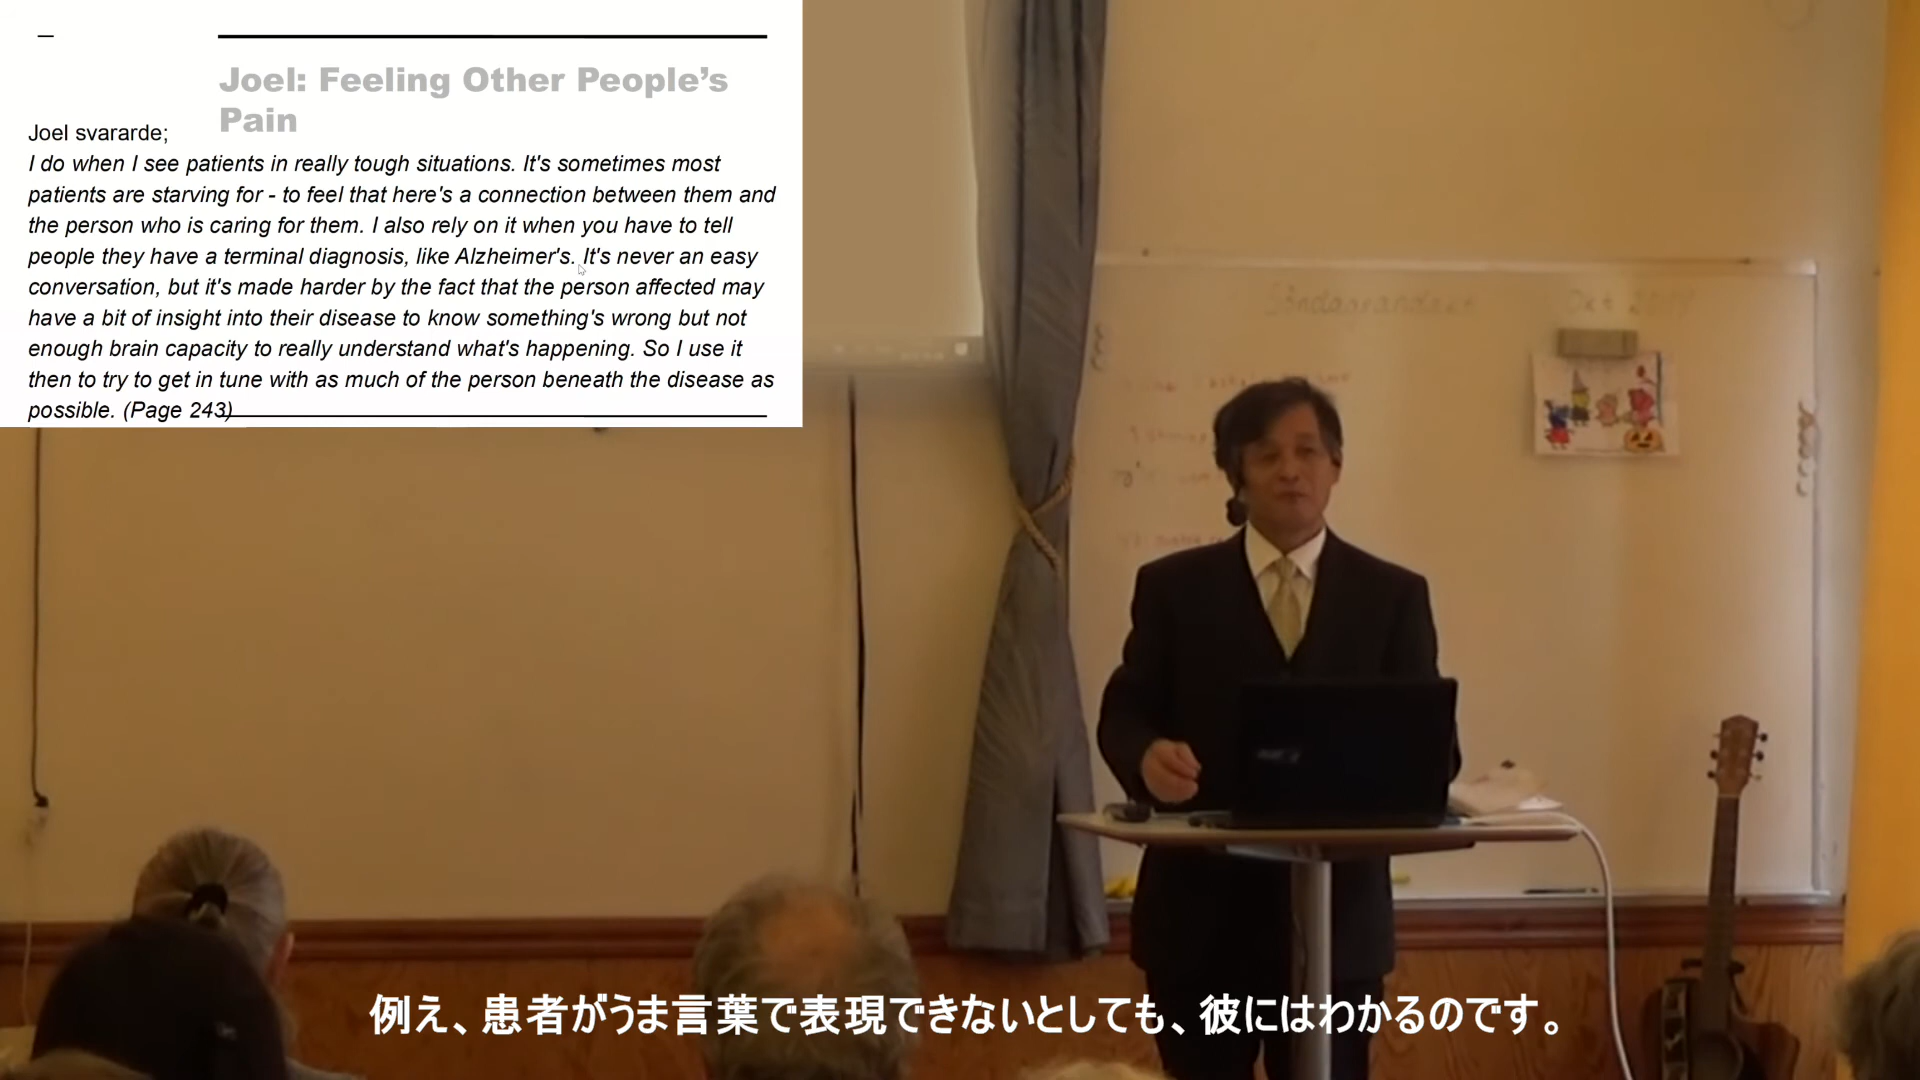 Joel: Feeling Other People’s
Pain
Joel svararde;
I do when I see patients in really tough situations. It's sometimes most
patients are starving for - to feel that here's a connection between them and
the person who is caring for them. I also rely on it when you have to tell
people they have a terminal diagnosis, like Alzheimer's. It's never an easy
conversation, but it's made harder by the fact that the person affected may
have a bit of insight into their disease to know something's wrong but not
enough brain capacity to really understand what's happening. So I use it
then to try to get in tune with as much of the person beneath the disease as
possible. (Page 243)
例え、患者がうま言葉で表現できないとしても、彼にはわかるのです。